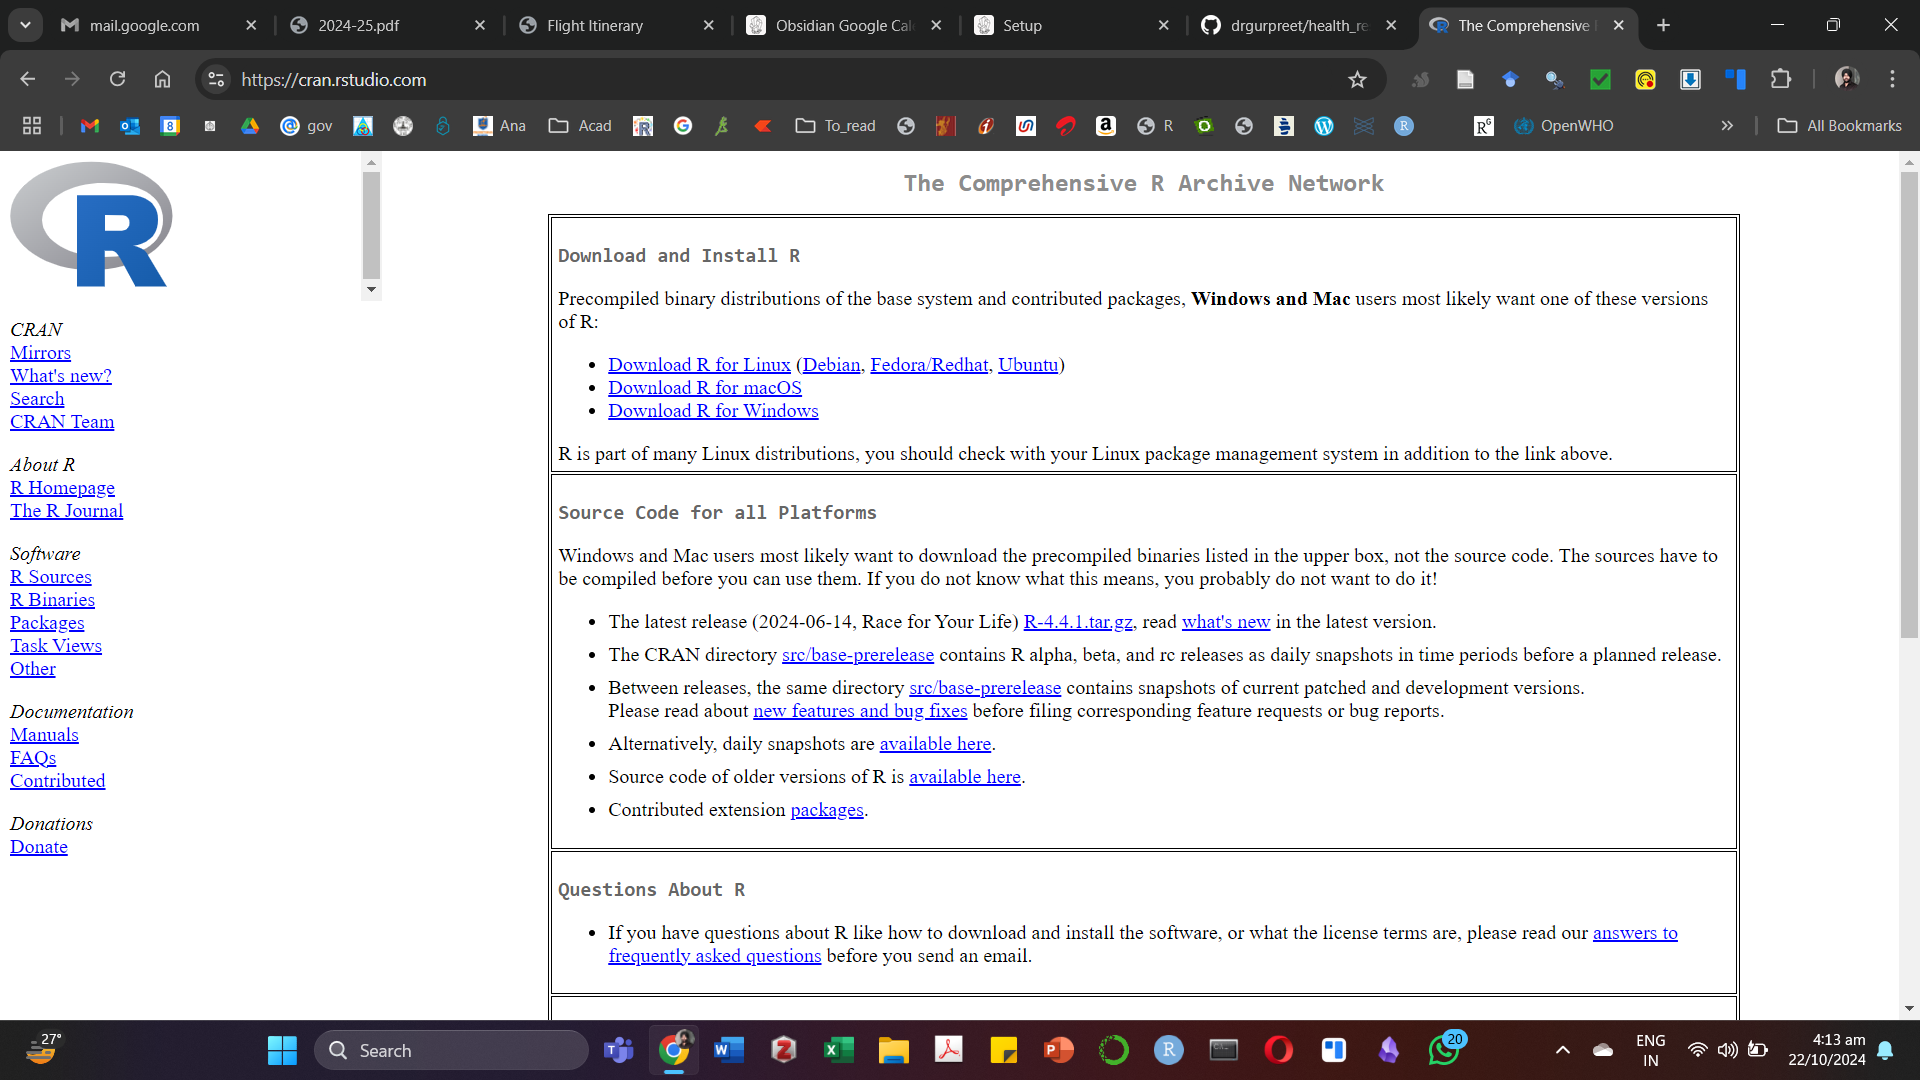 mail.google.com
2024-25.pdf
Flight Itinerary
Obsidian Google Cal
Setup
drgurpreet/health_re
The Comprehensive
https://cran.rstudio.com
gov
Ana
Acad
To_read
R
OpenWHO
All Bookmarks
The Comprehensive R Archive Network
Download and Install R
Precompiled binary distributions of the base system and contributed packages, Windows and Mac users most likely want one of these versions
of R:
Download R for Linux (Debian, Fedora/Redhat, Ubuntu)
Download R for macOS
Download R for Windows
R is part of many Linux distributions, you should check with your Linux package management system in addition to the link above.
Source Code for all Platforms
Windows and Mac users most likely want to download the precompiled binaries listed in the upper box, not the source code. The sources have to
be compiled before you can use them. If you do not know what this means, you probably do not want to do it!
The latest release (2024-06-14, Race for Your Life) R-4.4.1.tar.gz, read what's new in the latest version.
The CRAN directory src/base-prerelease contains R alpha, beta, and rc releases as daily snapshots in time periods before a planned release.
Between releases, the same directory src/base-prerelease contains snapshots of current patched and development versions.
Please read about new features and bug fixes before filing corresponding feature requests or bug reports.
Alternatively, daily snapshots are available here.
Source code of older versions of R is available here.
Contributed extension packages.
Questions About R
If you have questions about R like how to download and install the software, or what the license terms are, please read our answers to
frequently asked questions before you send an email.
R
CRAN
Mirrors
What's new?
Search
CRAN Team
About R
R Homepage
The R Journal
Software
R Sources
R Binaries
Packages
Task Views
Other
Documentation
Manuals
FAQs
Contributed
Donations
Donate
27°
Search
20
ENG
IN
4:13 am
22/10/2024